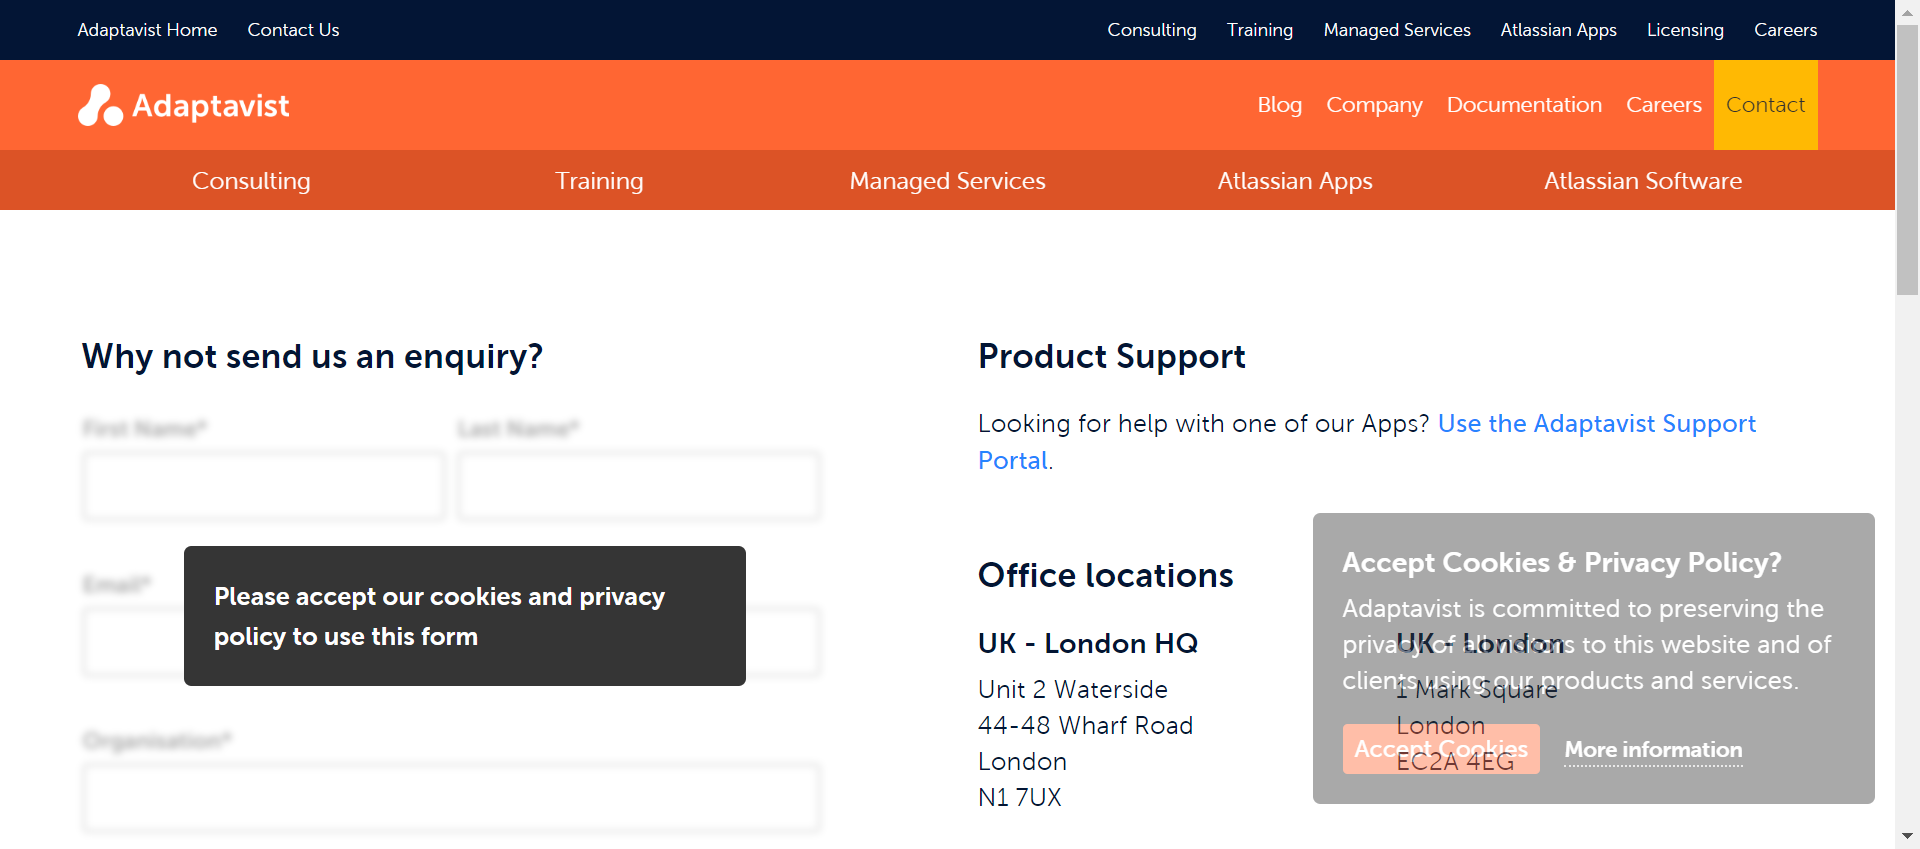 Adaptavist Home Contact Us Consulting Training Managed Services Atlassian Apps Licensing Careers
Adaptavist Blog Company Documentation Careers Contact
Consulting Training Managed Services Atlassian Apps Atlassian Software
Why not send us an enquiry?
First Name* Last Name*
Email*
Please accept our cookies and privacy
policy to use this form
Organisation*
Product Support
Looking for help with one of our Apps? Use the Adaptavist Support
Portal.
Office locations
UK - London HQ
Unit 2 Waterside
44-48 Wharf Road
London
N1 7UX
UK - London
1 Mark Square
London
EC2A 4EG
Accept Cookies & Privacy Policy?
Adaptavist is committed to preserving the
privacy of all visitors to this website and of
clients using our products and services.
Accept Cookies More information